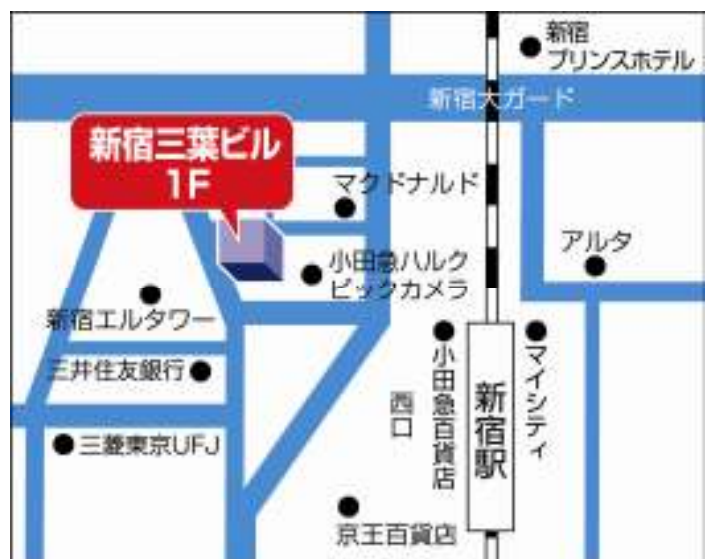 新宿
プリンスホテル
新宿大ガード
新宿三葉ビル
1F
マクドナルド
アルタ
小田急ハルク
ビックカメラ
新宿エルタワー
三井住友銀行
小田急百貨店
新宿駅
マイシティ
西口
三菱東京UFJ
京王百貨店